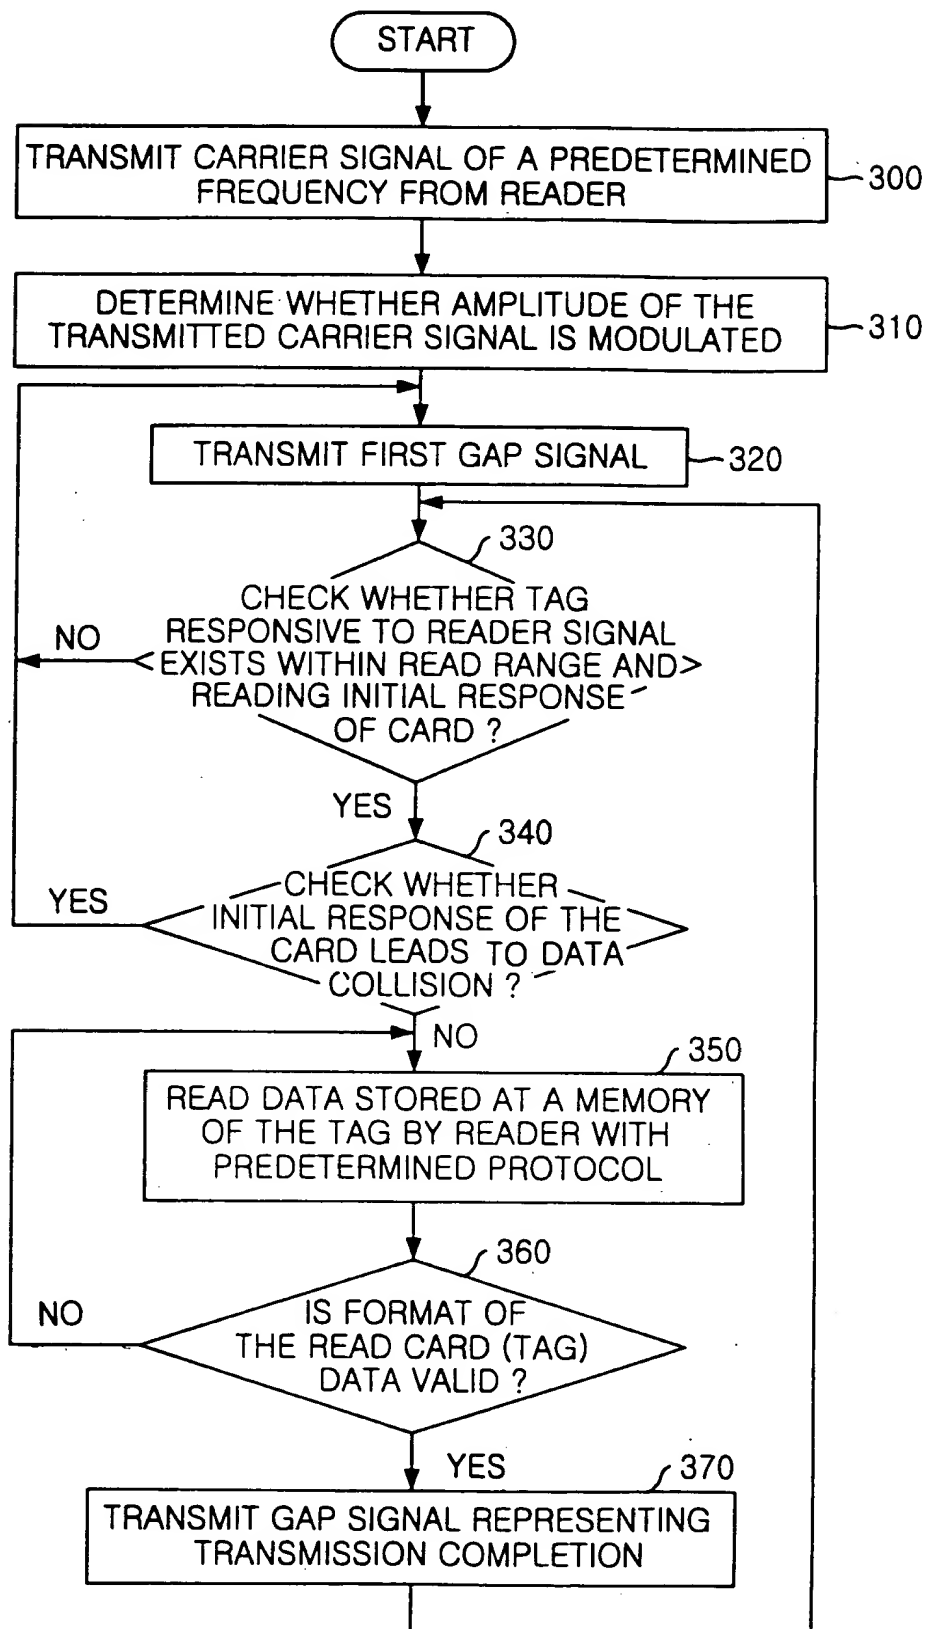 START
TRANSMIT CARRIER SIGNAL OF A PREDETERMINED
FREQUENCY FROM READER
300
DETERMINE WHETHER AMPLITUDE OF THE
TRANSMITTED CARRIER SIGNAL IS MODULATED
310
TRANSMIT FIRST GAP SIGNAL
320
330
CHECK WHETHER TAG
RESPONSIVE TO READER SIGNAL
EXISTS WITHIN READ RANGE AND
READING INITIAL RESPONSE
OF CARD ?
NO
YES
340
CHECK WHETHER
INITIAL RESPONSE OF THE
CARD LEADS TO DATA
COLLISION ?
YES
NO
350
READ DATA STORED AT A MEMORY
OF THE TAG BY READER WITH
PREDETERMINED PROTOCOL
360
IS FORMAT OF
THE READ CARD (TAG)
DATA VALID ?
NO
YES
370
TRANSMIT GAP SIGNAL REPRESENTING
TRANSMISSION COMPLETION